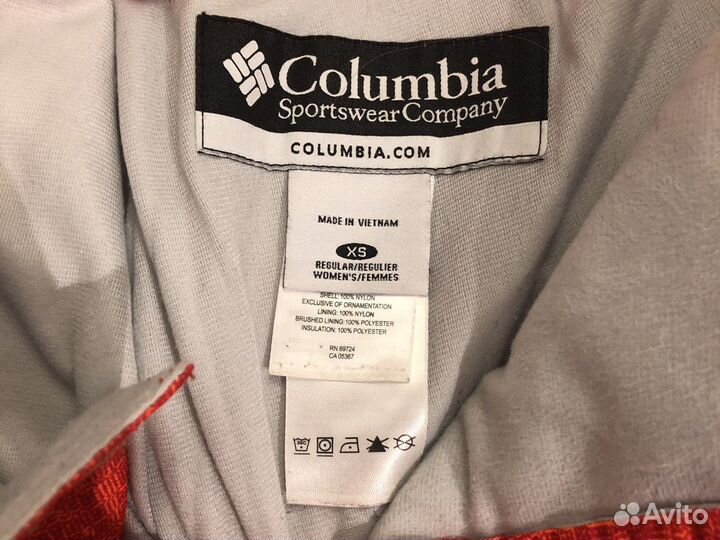 Columbia
Sportswear Company
COLUMBIA.COM
MADE IN VIETNAM
XS
REGULAR/REGULIER
WOMEN'S/FEMMES
SHELL: 100% NYLON
EXCLUSIVE OF ORNAMENTATION
LINING: 100% NYLON
BRUSHED LINING: 100% POLYESTER
INSULATION: 100% POLYESTER
RN 69724
CA 05367
Avito